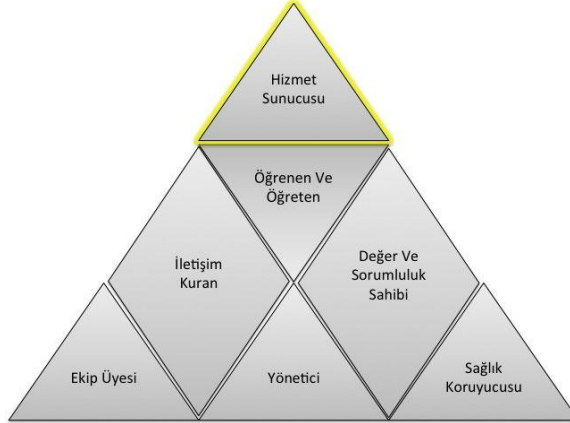 Hizmet
Sunucusu
Öğrenen Ve
Öğreten
İletişim
Kuran
Değer Ve
Sorumluluk
Sahibi
Ekip Üyesi
Yönetici
Sağlık
Koruyucusu